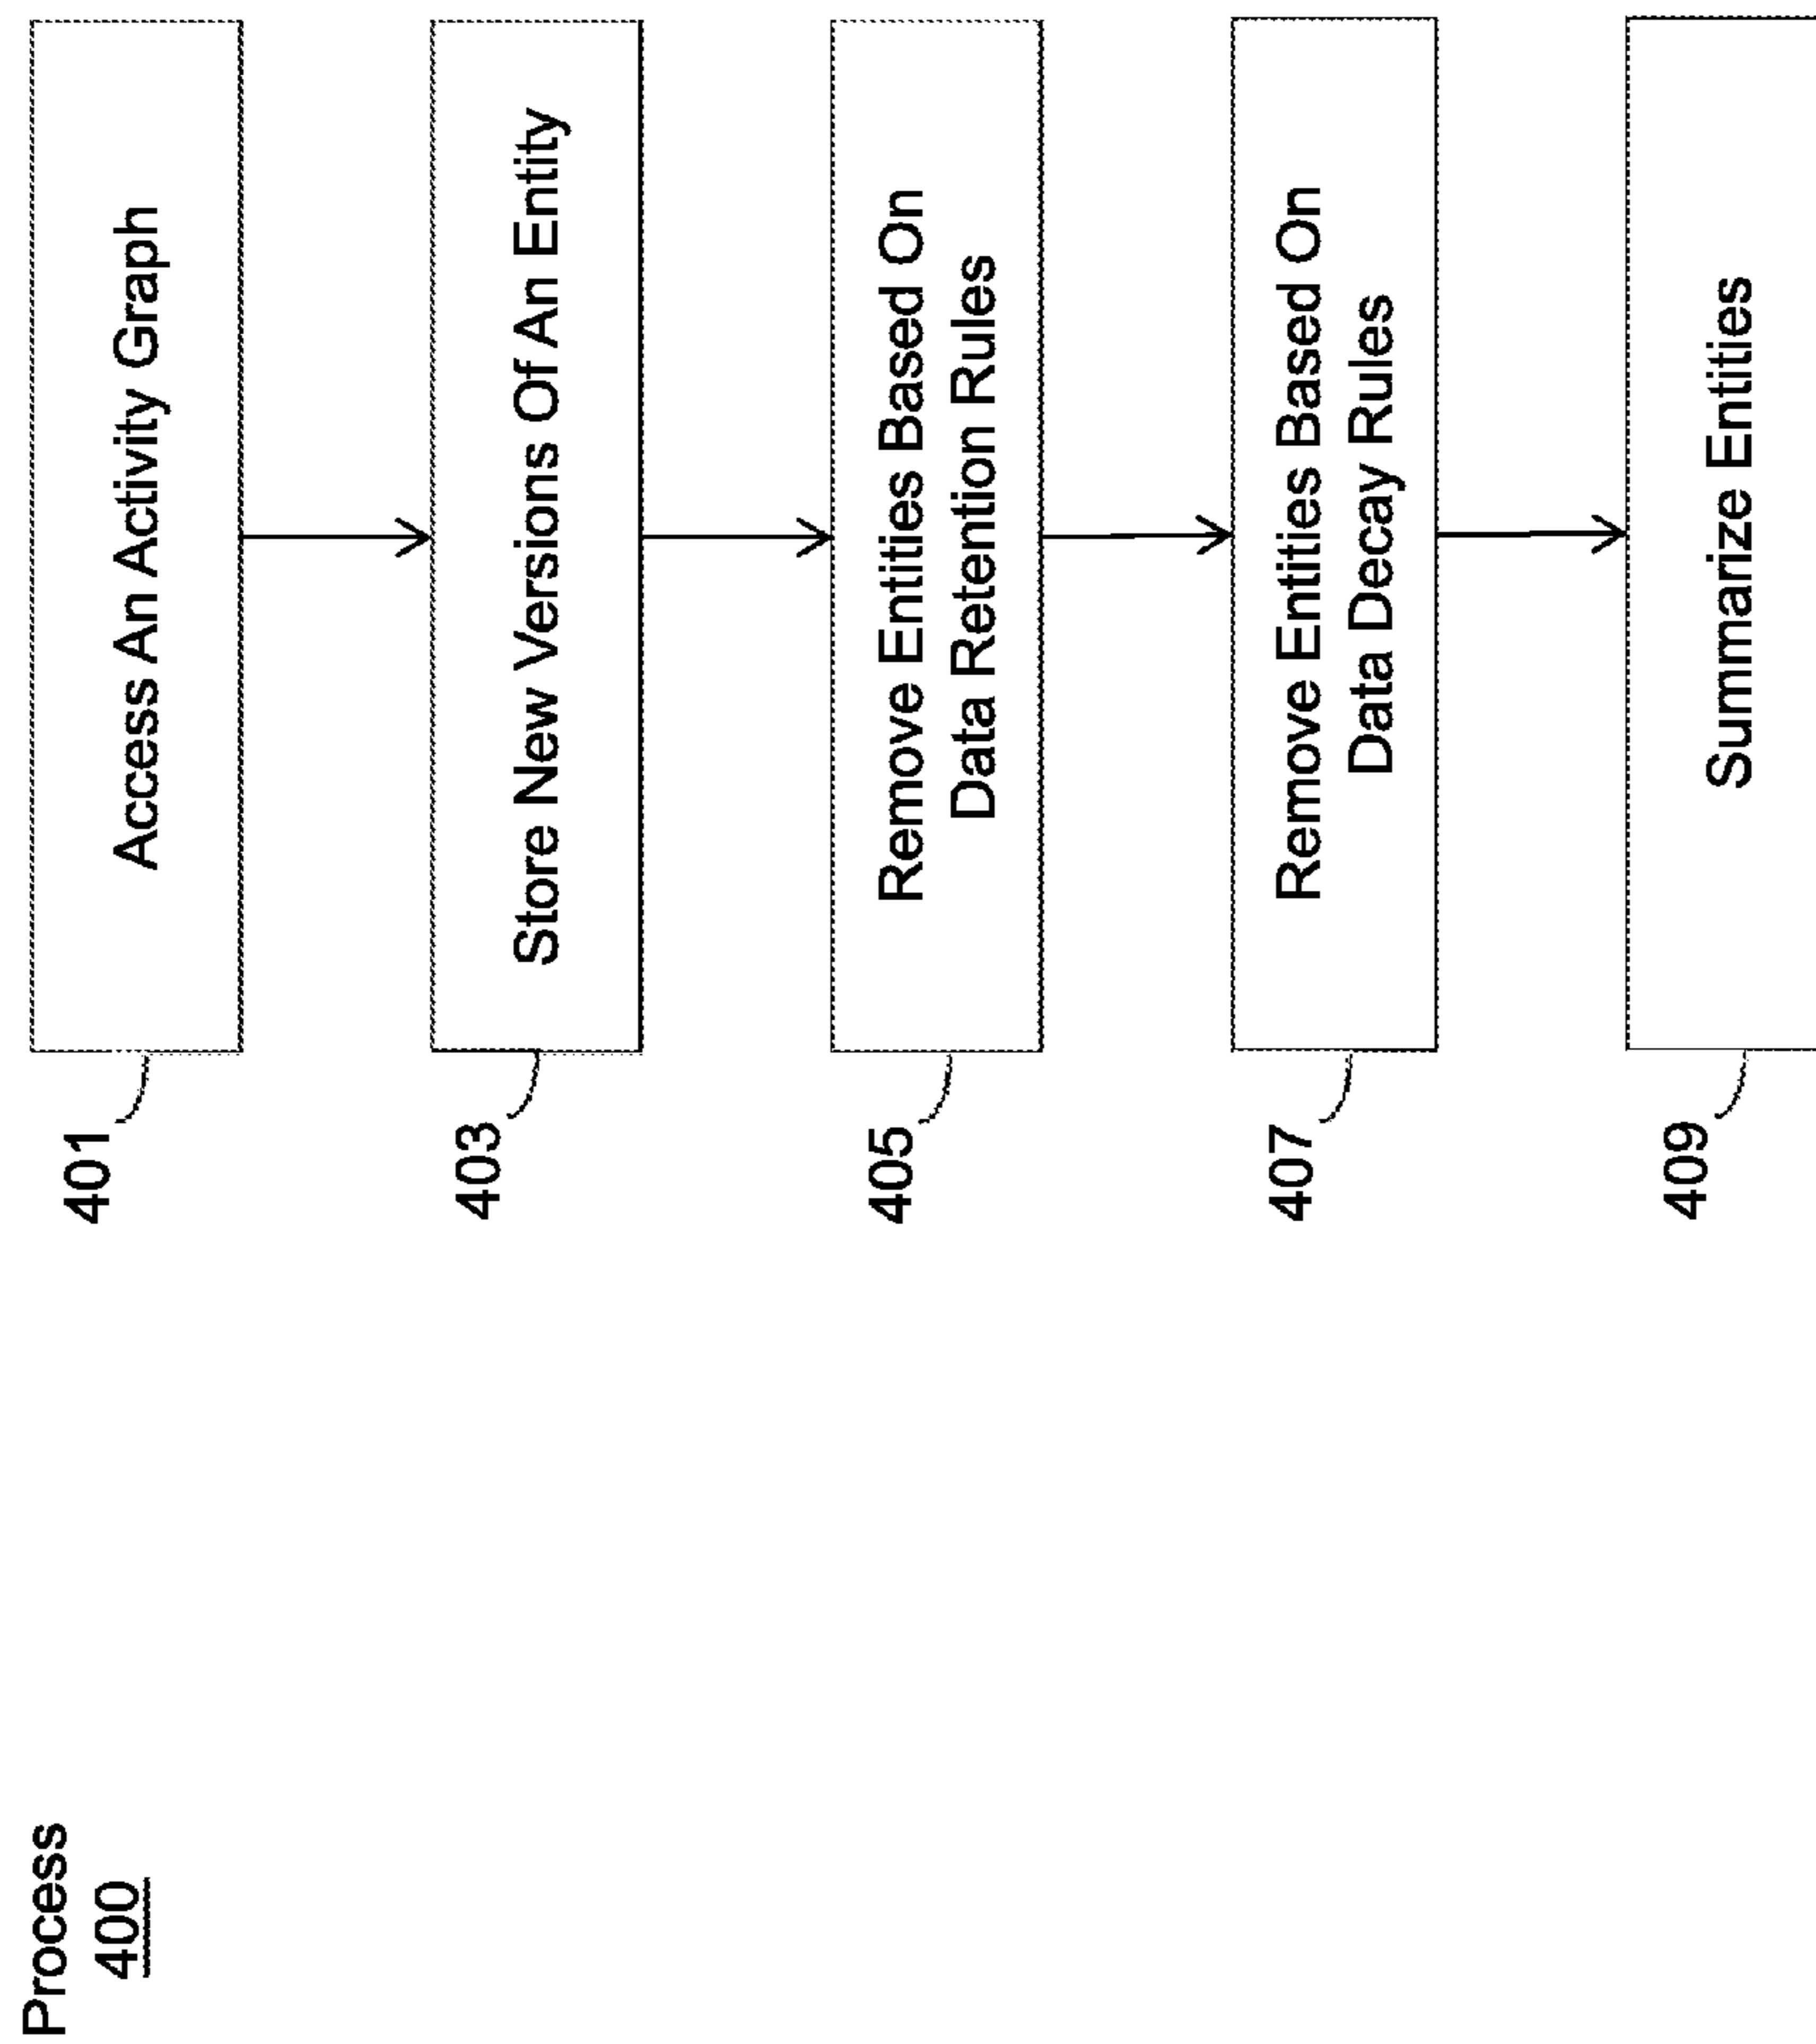 Process
400
401
Access An Activity Graph
403
Store New Versions Of An Entity
405
Remove Entities Based On
Data Retention Rules
407
Remove Entities Based On
Data Decay Rules
409
Summarize Entities